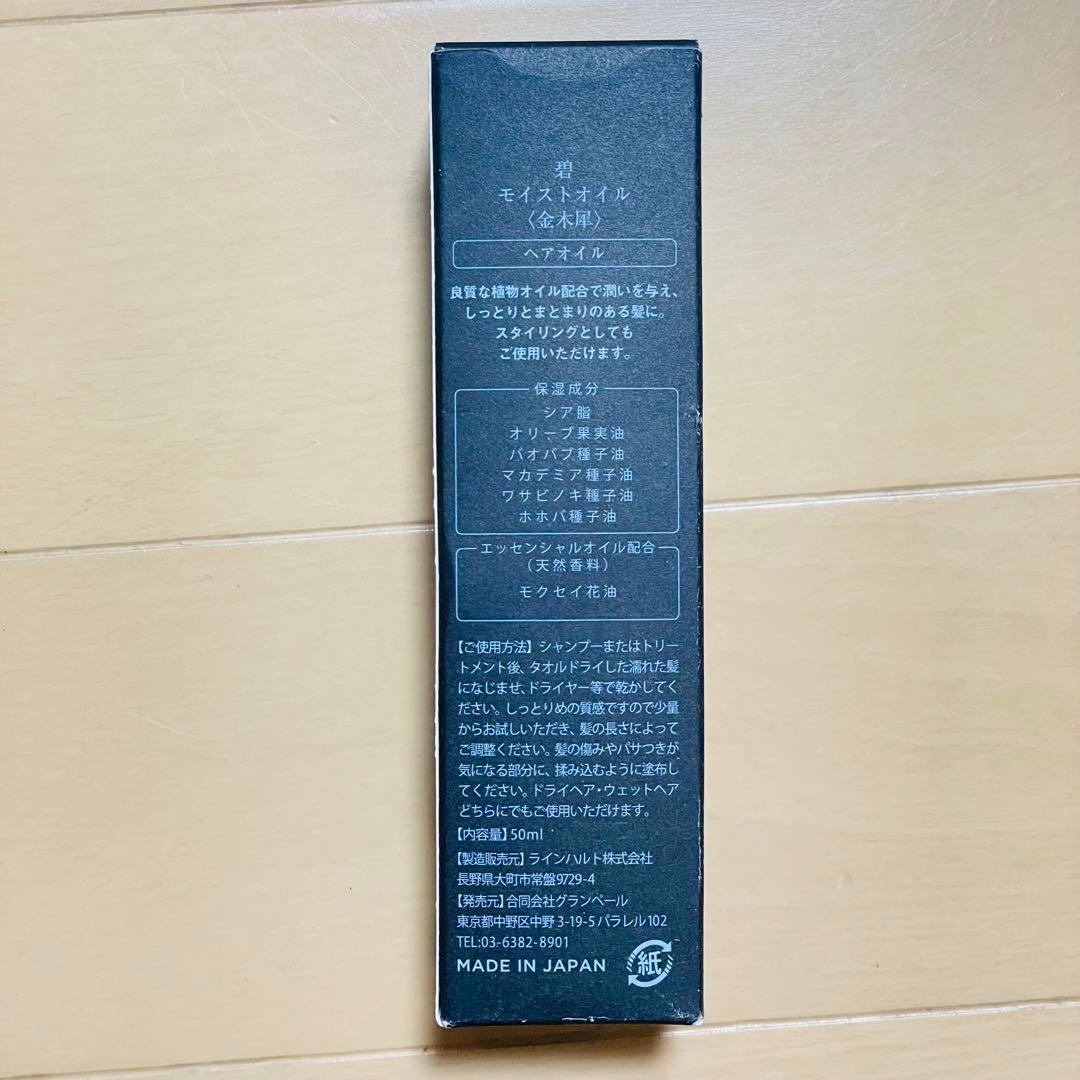 碧
モイストオイル
〈金木犀〉
ヘアオイル
良質な植物オイル配合で潤いを与え、
しっとりとまとまりのある髪に。
スタイリングとしても
ご使用いただけます。
保湿成分
シア脂
オリーブ果実油
バオバブ種子油
マカデミア種子油
ワサビノキ種子油
ホホバ種子油
エッセンシャルオイル配合
（天然香料）
モクセイ花油
【ご使用方法】シャンプーまたはトリー
トメント後、タオルドライした濡れた髪
になじませ、ドライヤー等で乾かしてく
ださい。しっとりめの質感ですので少量
からお試しいただき、髪の長さによって
ご調整ください。髪の傷みやパサつきが
気になる部分に、揉み込むように塗布し
てください。ドライヘア・ウェットヘア
どちらにでもご使用いただけます。
【内容量】50ml
【製造販売元】ラインハルト株式会社
長野県大町市常盤9729-4
【発売元】合同会社グランベール
東京都中野区中野3-19-5パラレル102
TEL:03-6382-8901
MADE IN JAPAN
紙